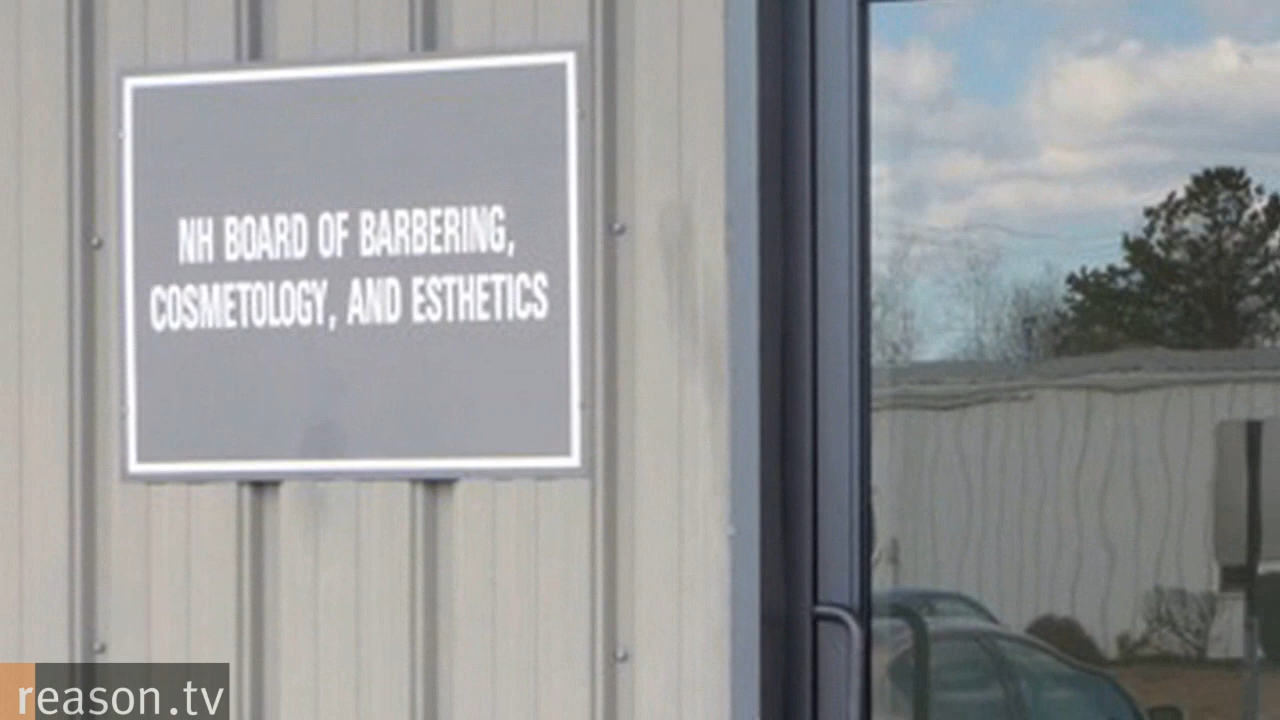 NH BOARD OF BARBERING,
COSMETOLOGY, AND ESTHETICS
reason.tv